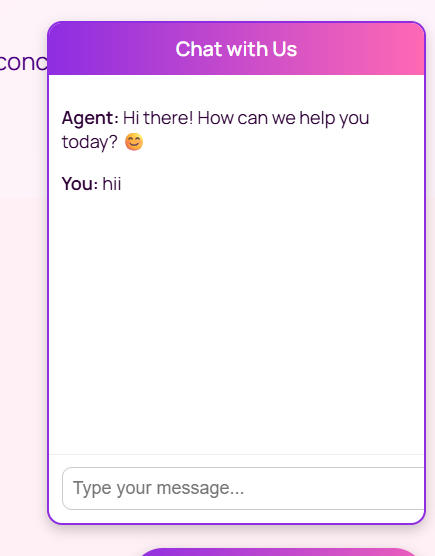 conc
Chat with Us
Agent: Hi there! How can we help you
today? 😊
You: hii
Type your message...